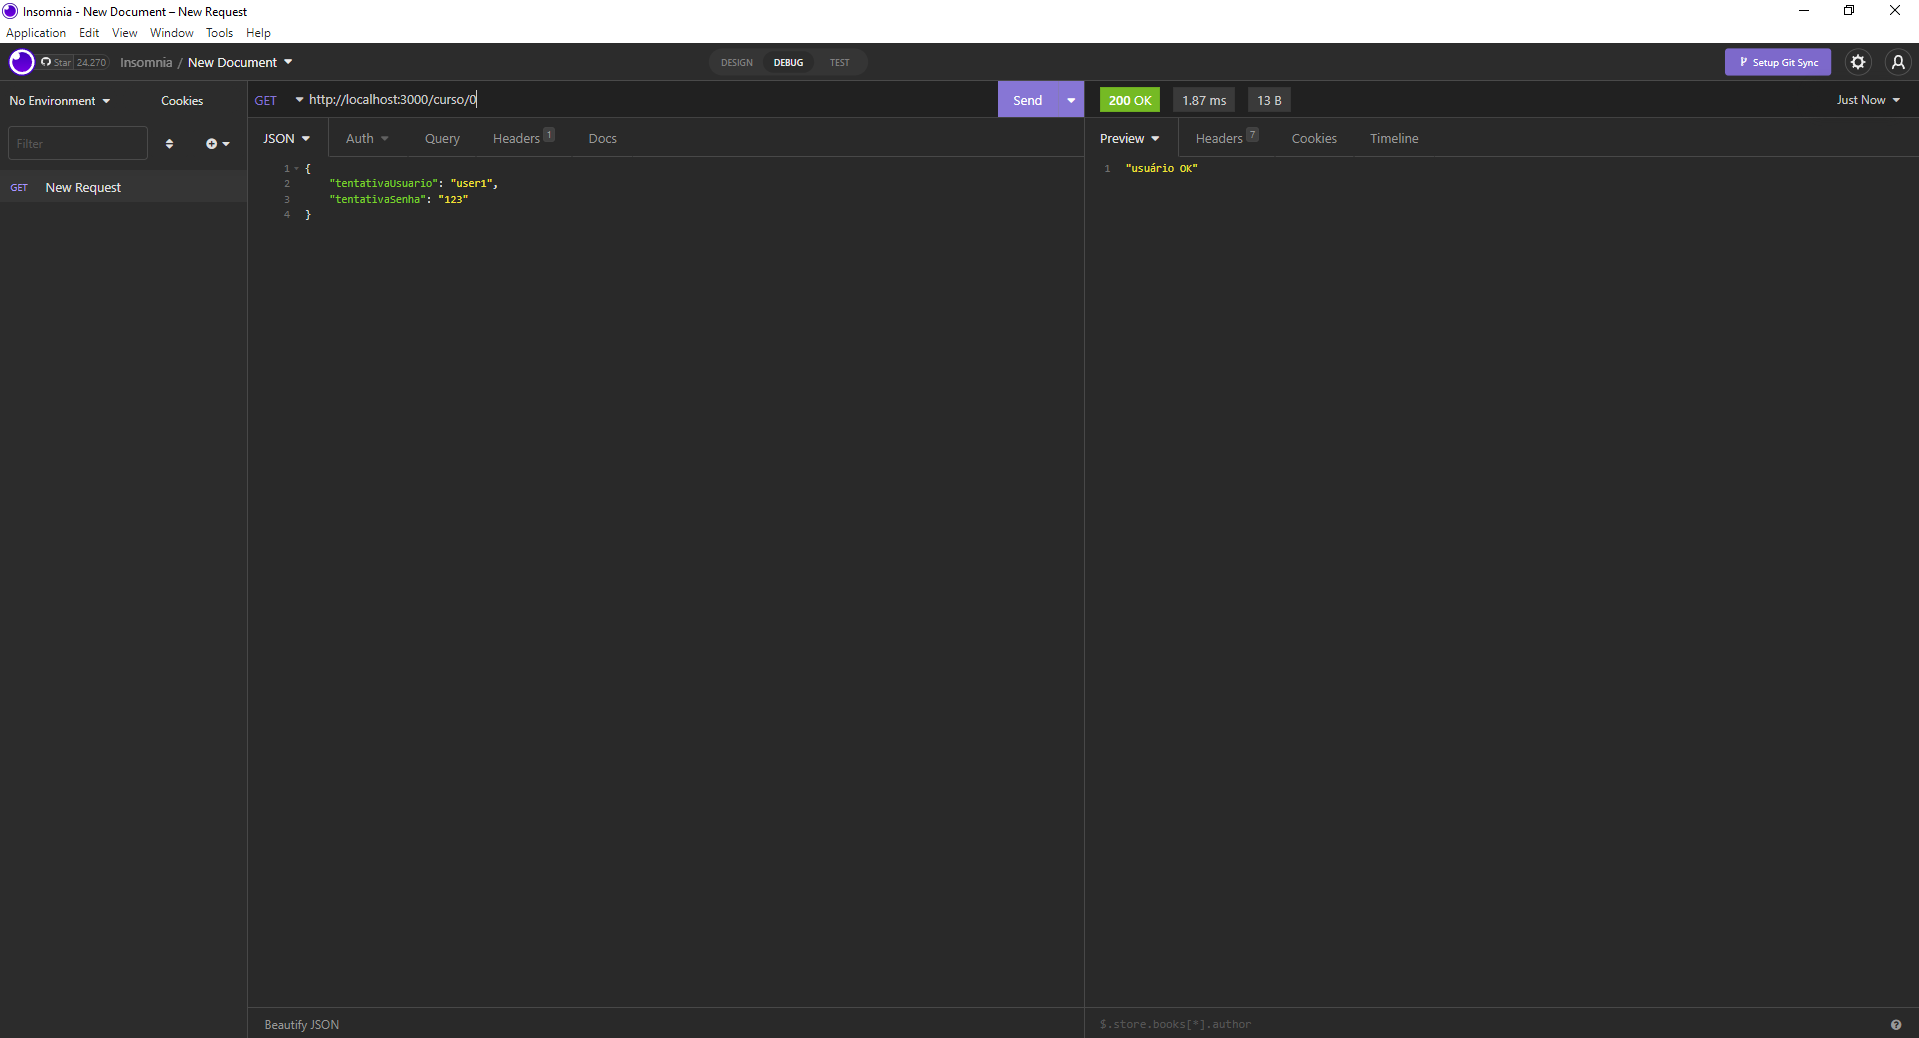 Insomnia - New Document – New Request
Application Edit View Window Tools Help
Star 24.270 Insomnia / New Document DESIGN DEBUG TEST Setup Git Sync
No Environment Cookies GET http://localhost:3000/curso/0 Send 200 OK 1.87 ms 13 B Just Now
Filter JSON Auth Query Headers 1 Docs Preview Headers 7 Cookies Timeline
GET New Request
1 {
2 "tentativaUsuario": "user1",
3 "tentativaSenha": "123"
4 }
1 "usuário OK"
Beautify JSON $.store.books[*].author